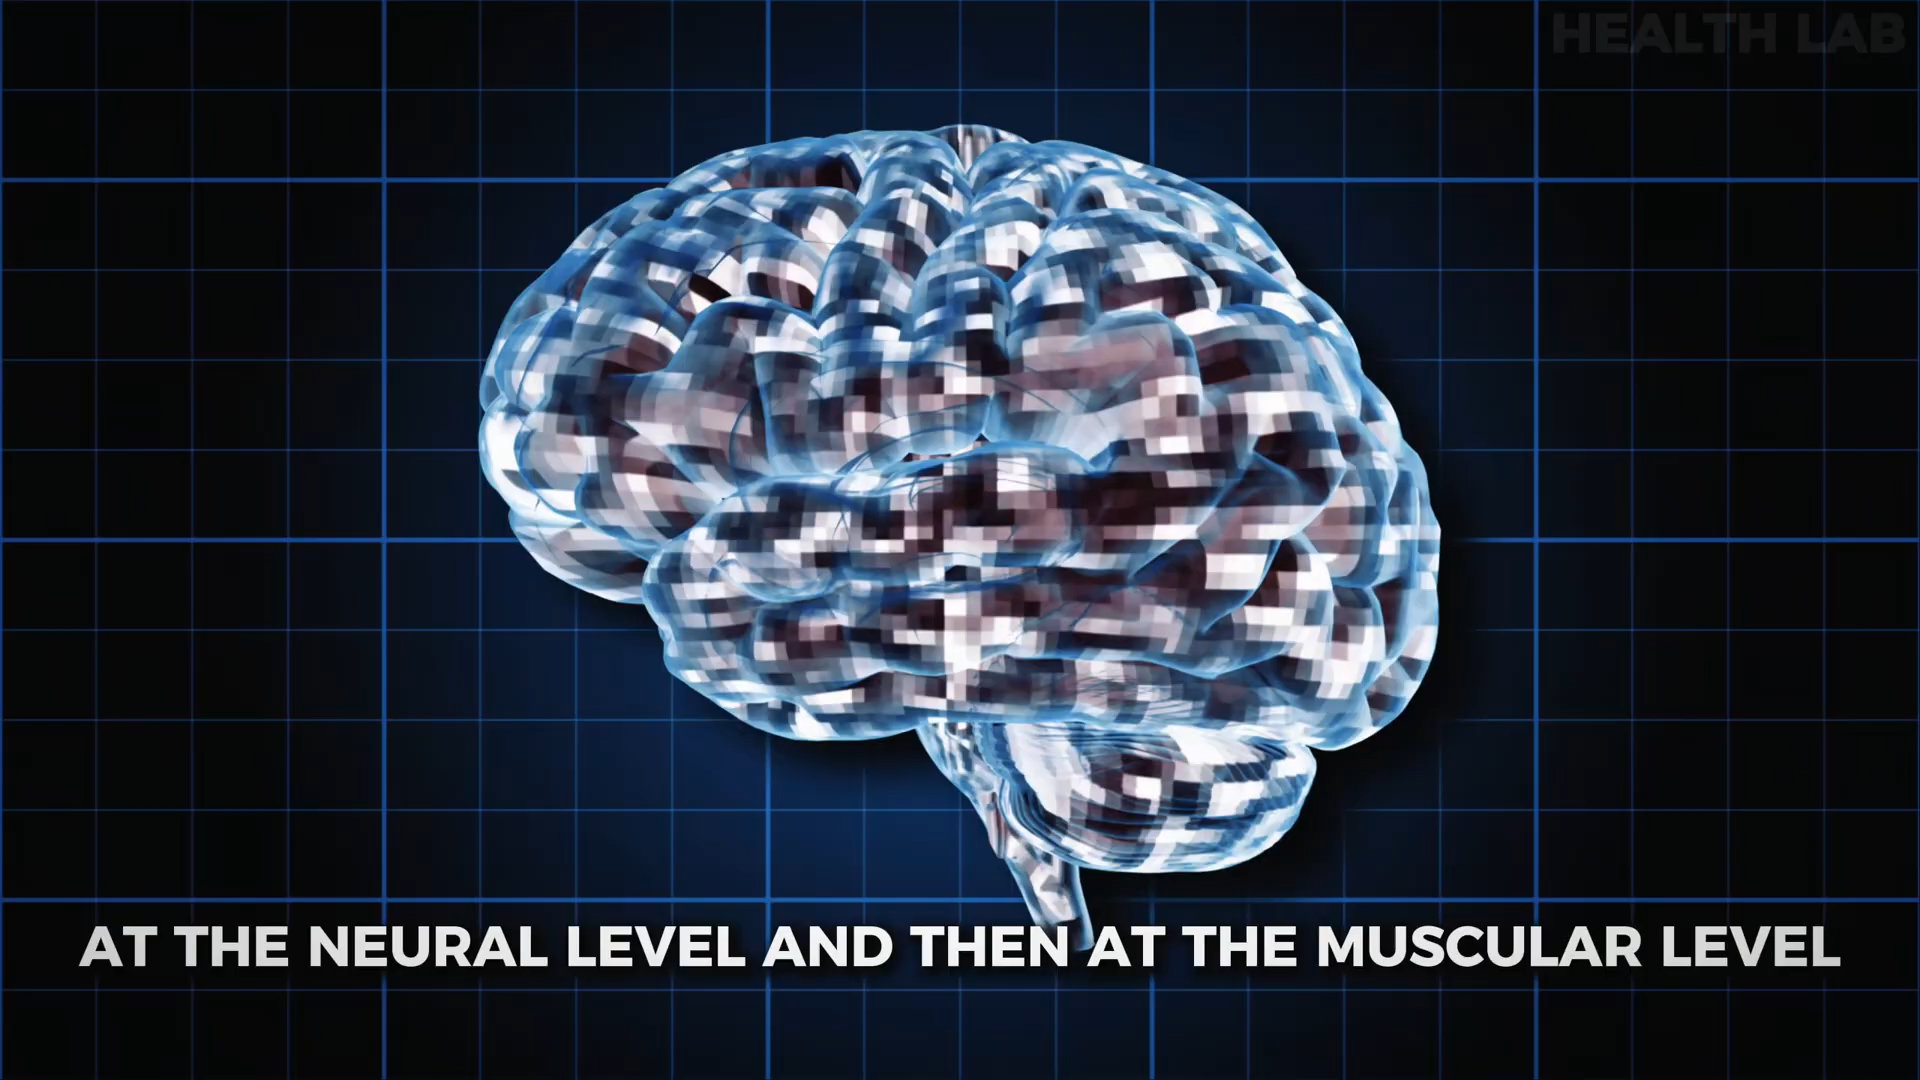 HEALTH LAB
AT THE NEURAL LEVEL AND THEN AT THE MUSCULAR LEVEL